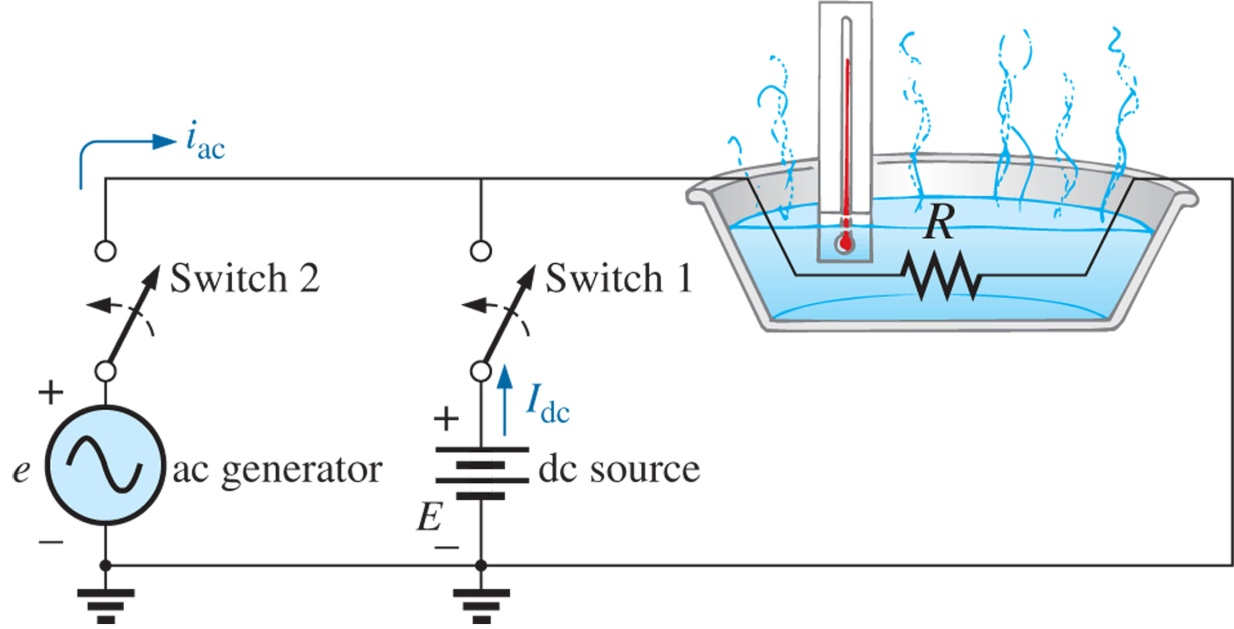 i_ac
R
Switch 2
Switch 1
+
I_dc
+
e
ac generator
dc source
E
−
−